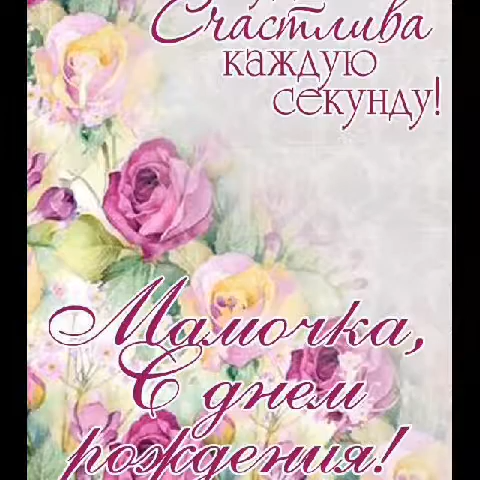 Счастлива
каждую
секунду!
Мамочка,
С днем
рождения!